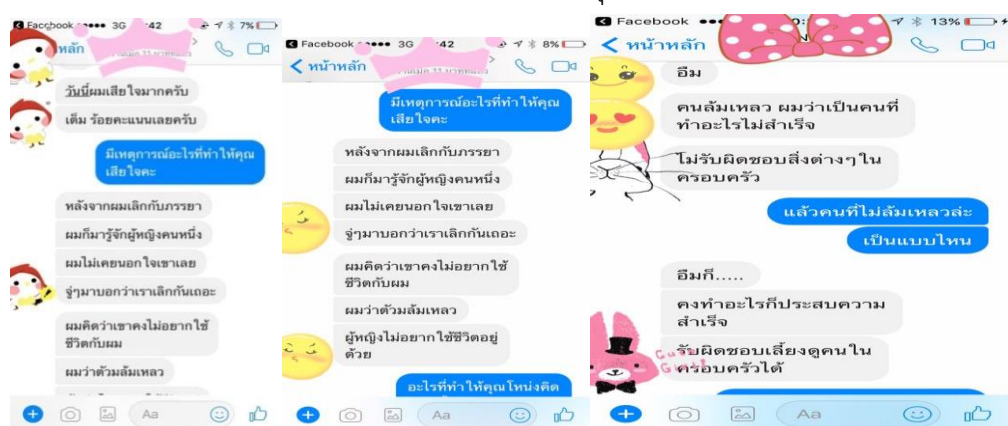 Facebook 3G 42 7%
หลัก
วันนี้ผมเสียใจมากครับ
เต็ม ร้อยคะแนนเลยครับ
มีเหตุการณ์อะไรที่ทำให้คุณ
เสียใจคะ
หลังจากผมเลิกกับภรรยา
ผมก็มารู้จักผู้หญิงคนหนึ่ง
ผมไม่เคยนอกใจเขาเลย
จู่ๆมาบอกว่าเราเลิกกันเถอะ
ผมคิดว่าเขาคงไม่อยากใช้
ชีวิตกับผม
ผมว่าตัวมล้มเหลว
Aa
Facebook 3G 42 8%
หน้าหลัก
มีเหตุการณ์อะไรที่ทำให้คุณ
เสียใจคะ
หลังจากผมเลิกกับภรรยา
ผมก็มารู้จักผู้หญิงคนหนึ่ง
ผมไม่เคยนอกใจเขาเลย
จู่ๆมาบอกว่าเราเลิกกันเถอะ
ผมคิดว่าเขาคงไม่อยากใช้
ชีวิตกับผม
ผมว่าตัวมล้มเหลว
ผู้หญิงไม่อยากใช้ชีวิตอยู่
ด้วย
อะไรที่ทำให้คุณโหน่งคิด
Aa
Facebook 13%
หน้าหลัก
อืม
คนล้มเหลว ผมว่าเป็นคนที่
ทำอะไรไม่สำเร็จ
ไม่รับผิดชอบสิ่งต่างๆใน
ครอบครัว
แล้วคนที่ไม่ล้มเหลวล่ะ
เป็นแบบไหน
อืมก็.....
คงทำอะไรก็ประสบความ
สำเร็จ
รับผิดชอบเลี้ยงดูคนใน
ครอบครัวได้
Aa